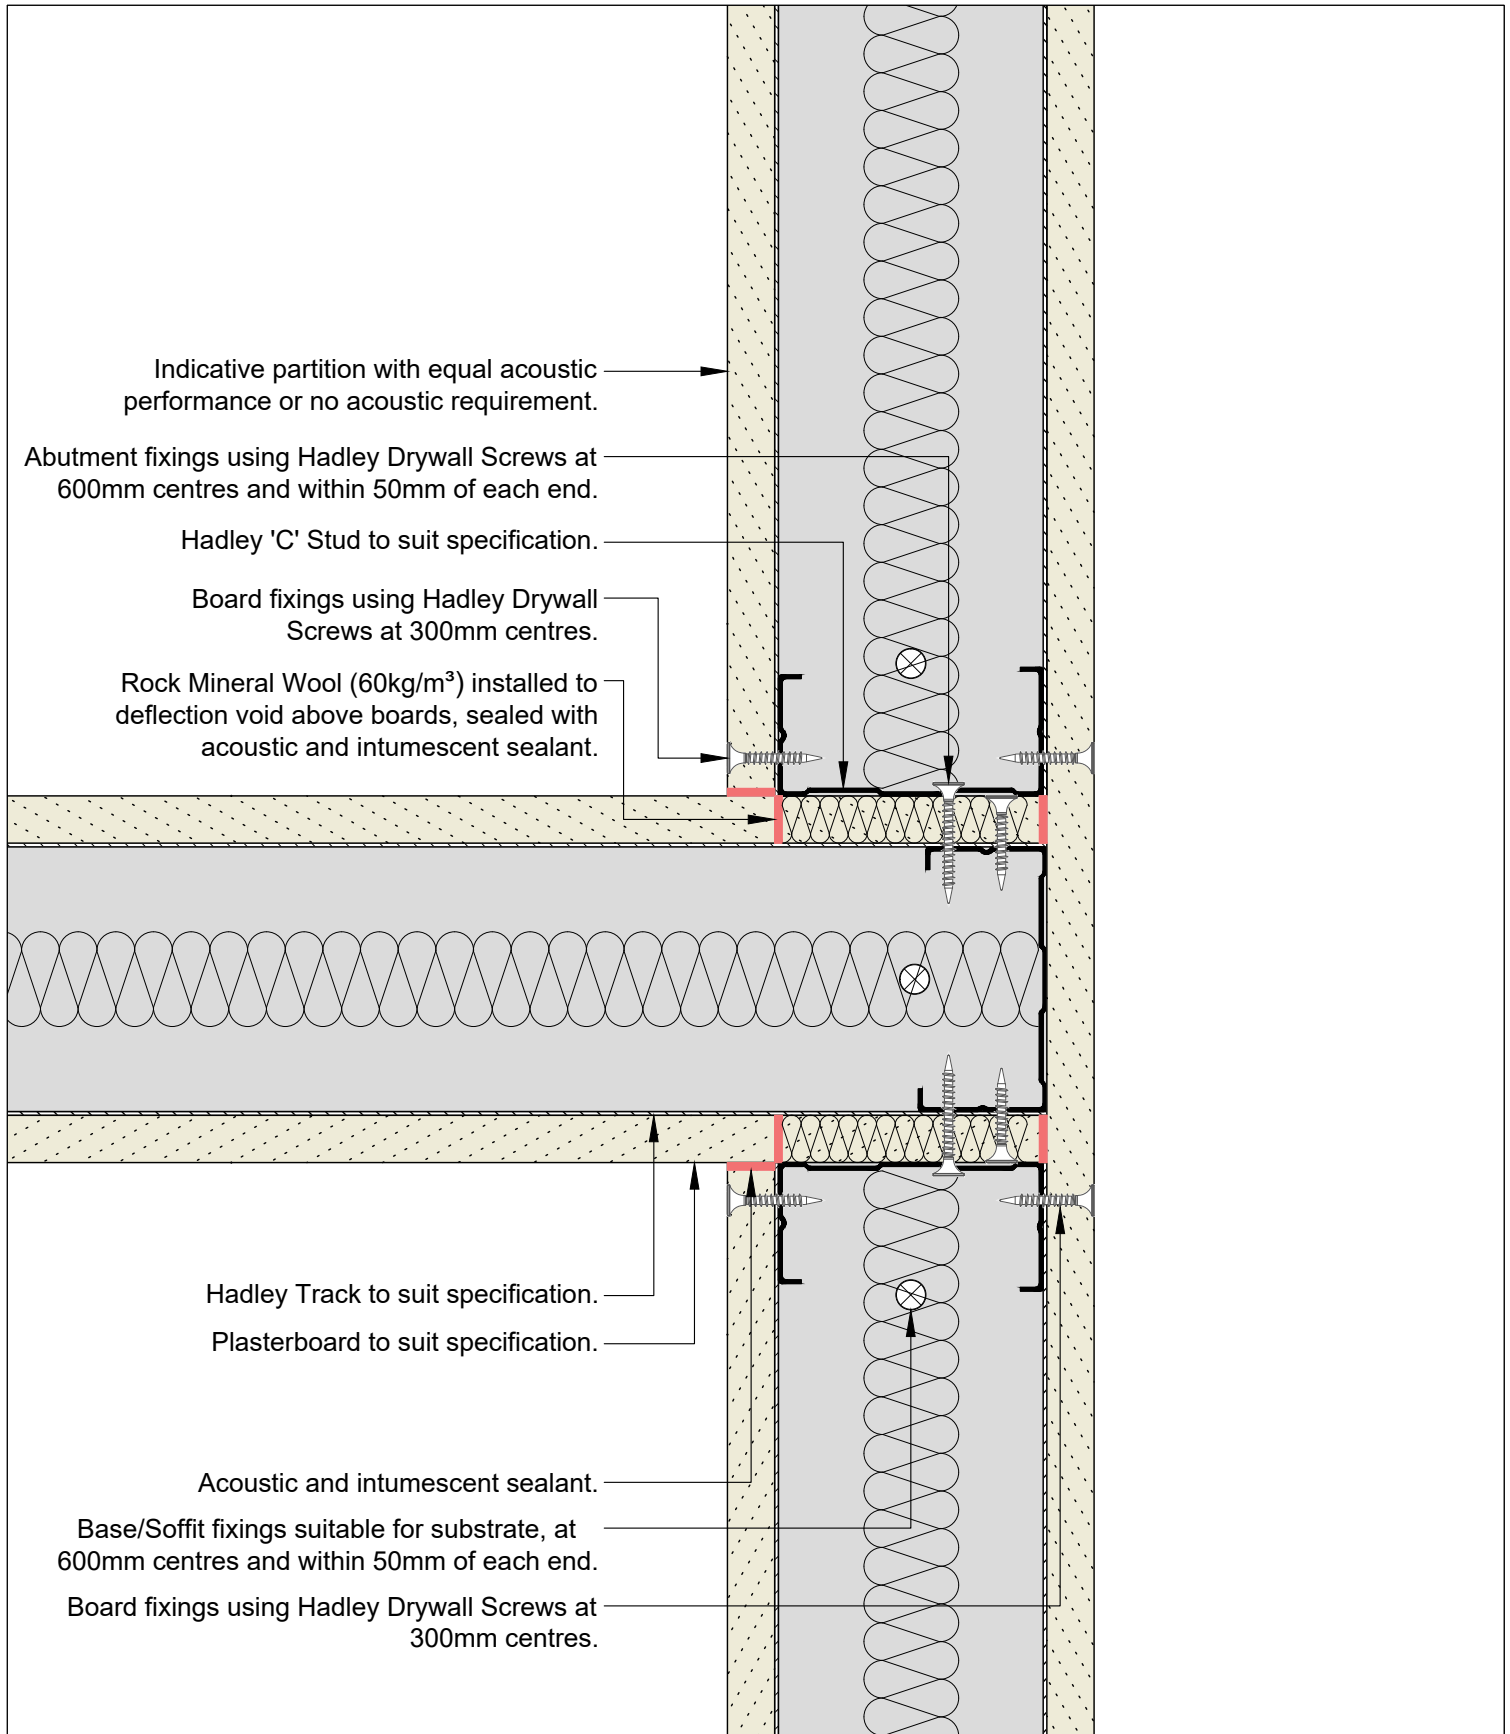 Indicative partition with equal acoustic
performance or no acoustic requirement.
Abutment fixings using Hadley Drywall Screws at
600mm centres and within 50mm of each end.
Hadley 'C' Stud to suit specification.
Board fixings using Hadley Drywall
Screws at 300mm centres.
Rock Mineral Wool (60kg/m³) installed to
deflection void above boards, sealed with
acoustic and intumescent sealant.
Hadley Track to suit specification.
Plasterboard to suit specification.
Acoustic and intumescent sealant.
Base/Soffit fixings suitable for substrate, at
600mm centres and within 50mm of each end.
Board fixings using Hadley Drywall Screws at
300mm centres.